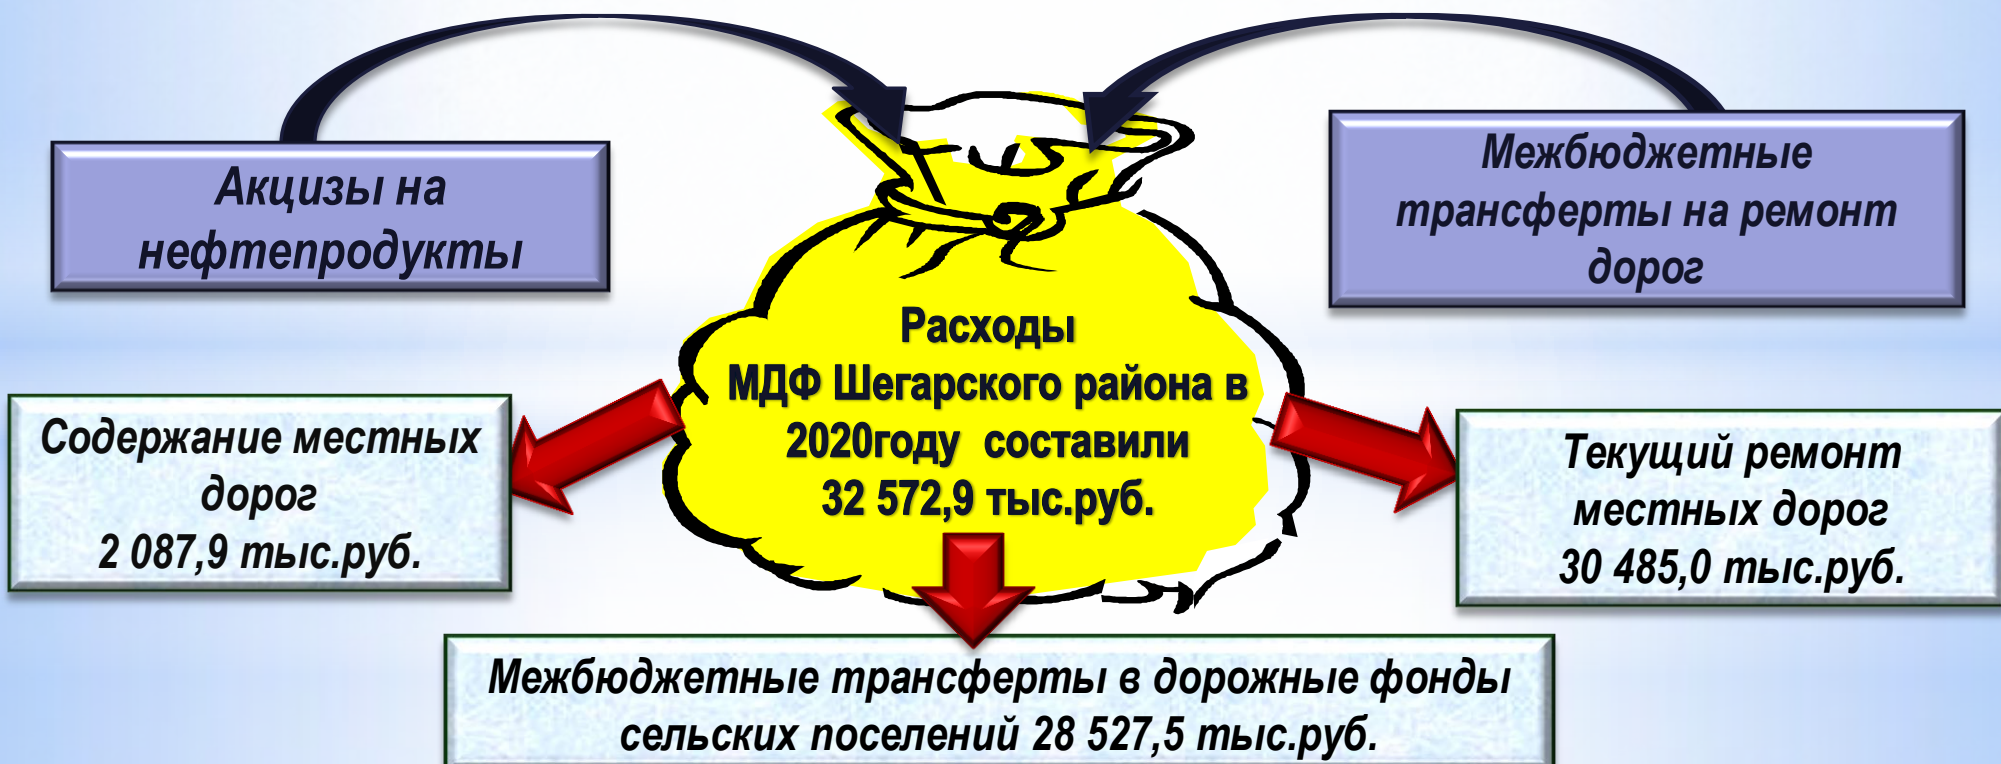 Акцизы на
нефтепродукты
Межбюджетные
трансферты на ремонт
дорог
Расходы
МДФ Шегарского района в
2020году составили
32 572,9 тыс.руб.
Содержание местных
дорог
2 087,9 тыс.руб.
Текущий ремонт
местных дорог
30 485,0 тыс.руб.
Межбюджетные трансферты в дорожные фонды
сельских поселений 28 527,5 тыс.руб.